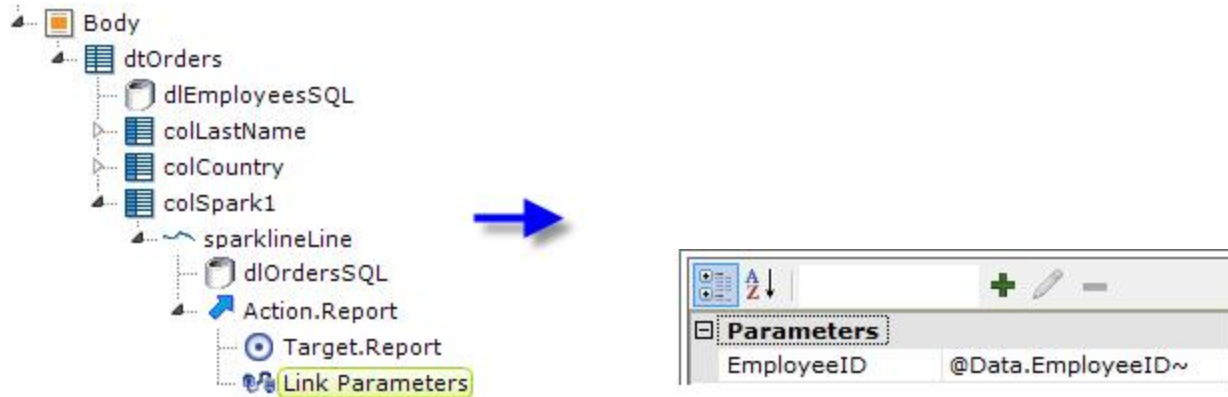 Body
dtOrders
dlEmployeesSQL
colLastName
colCountry
colSpark1
sparklineLine
dlOrdersSQL
Action.Report
Target.Report
Link Parameters
A
Z
Parameters
EmployeeID @Data.EmployeeID~